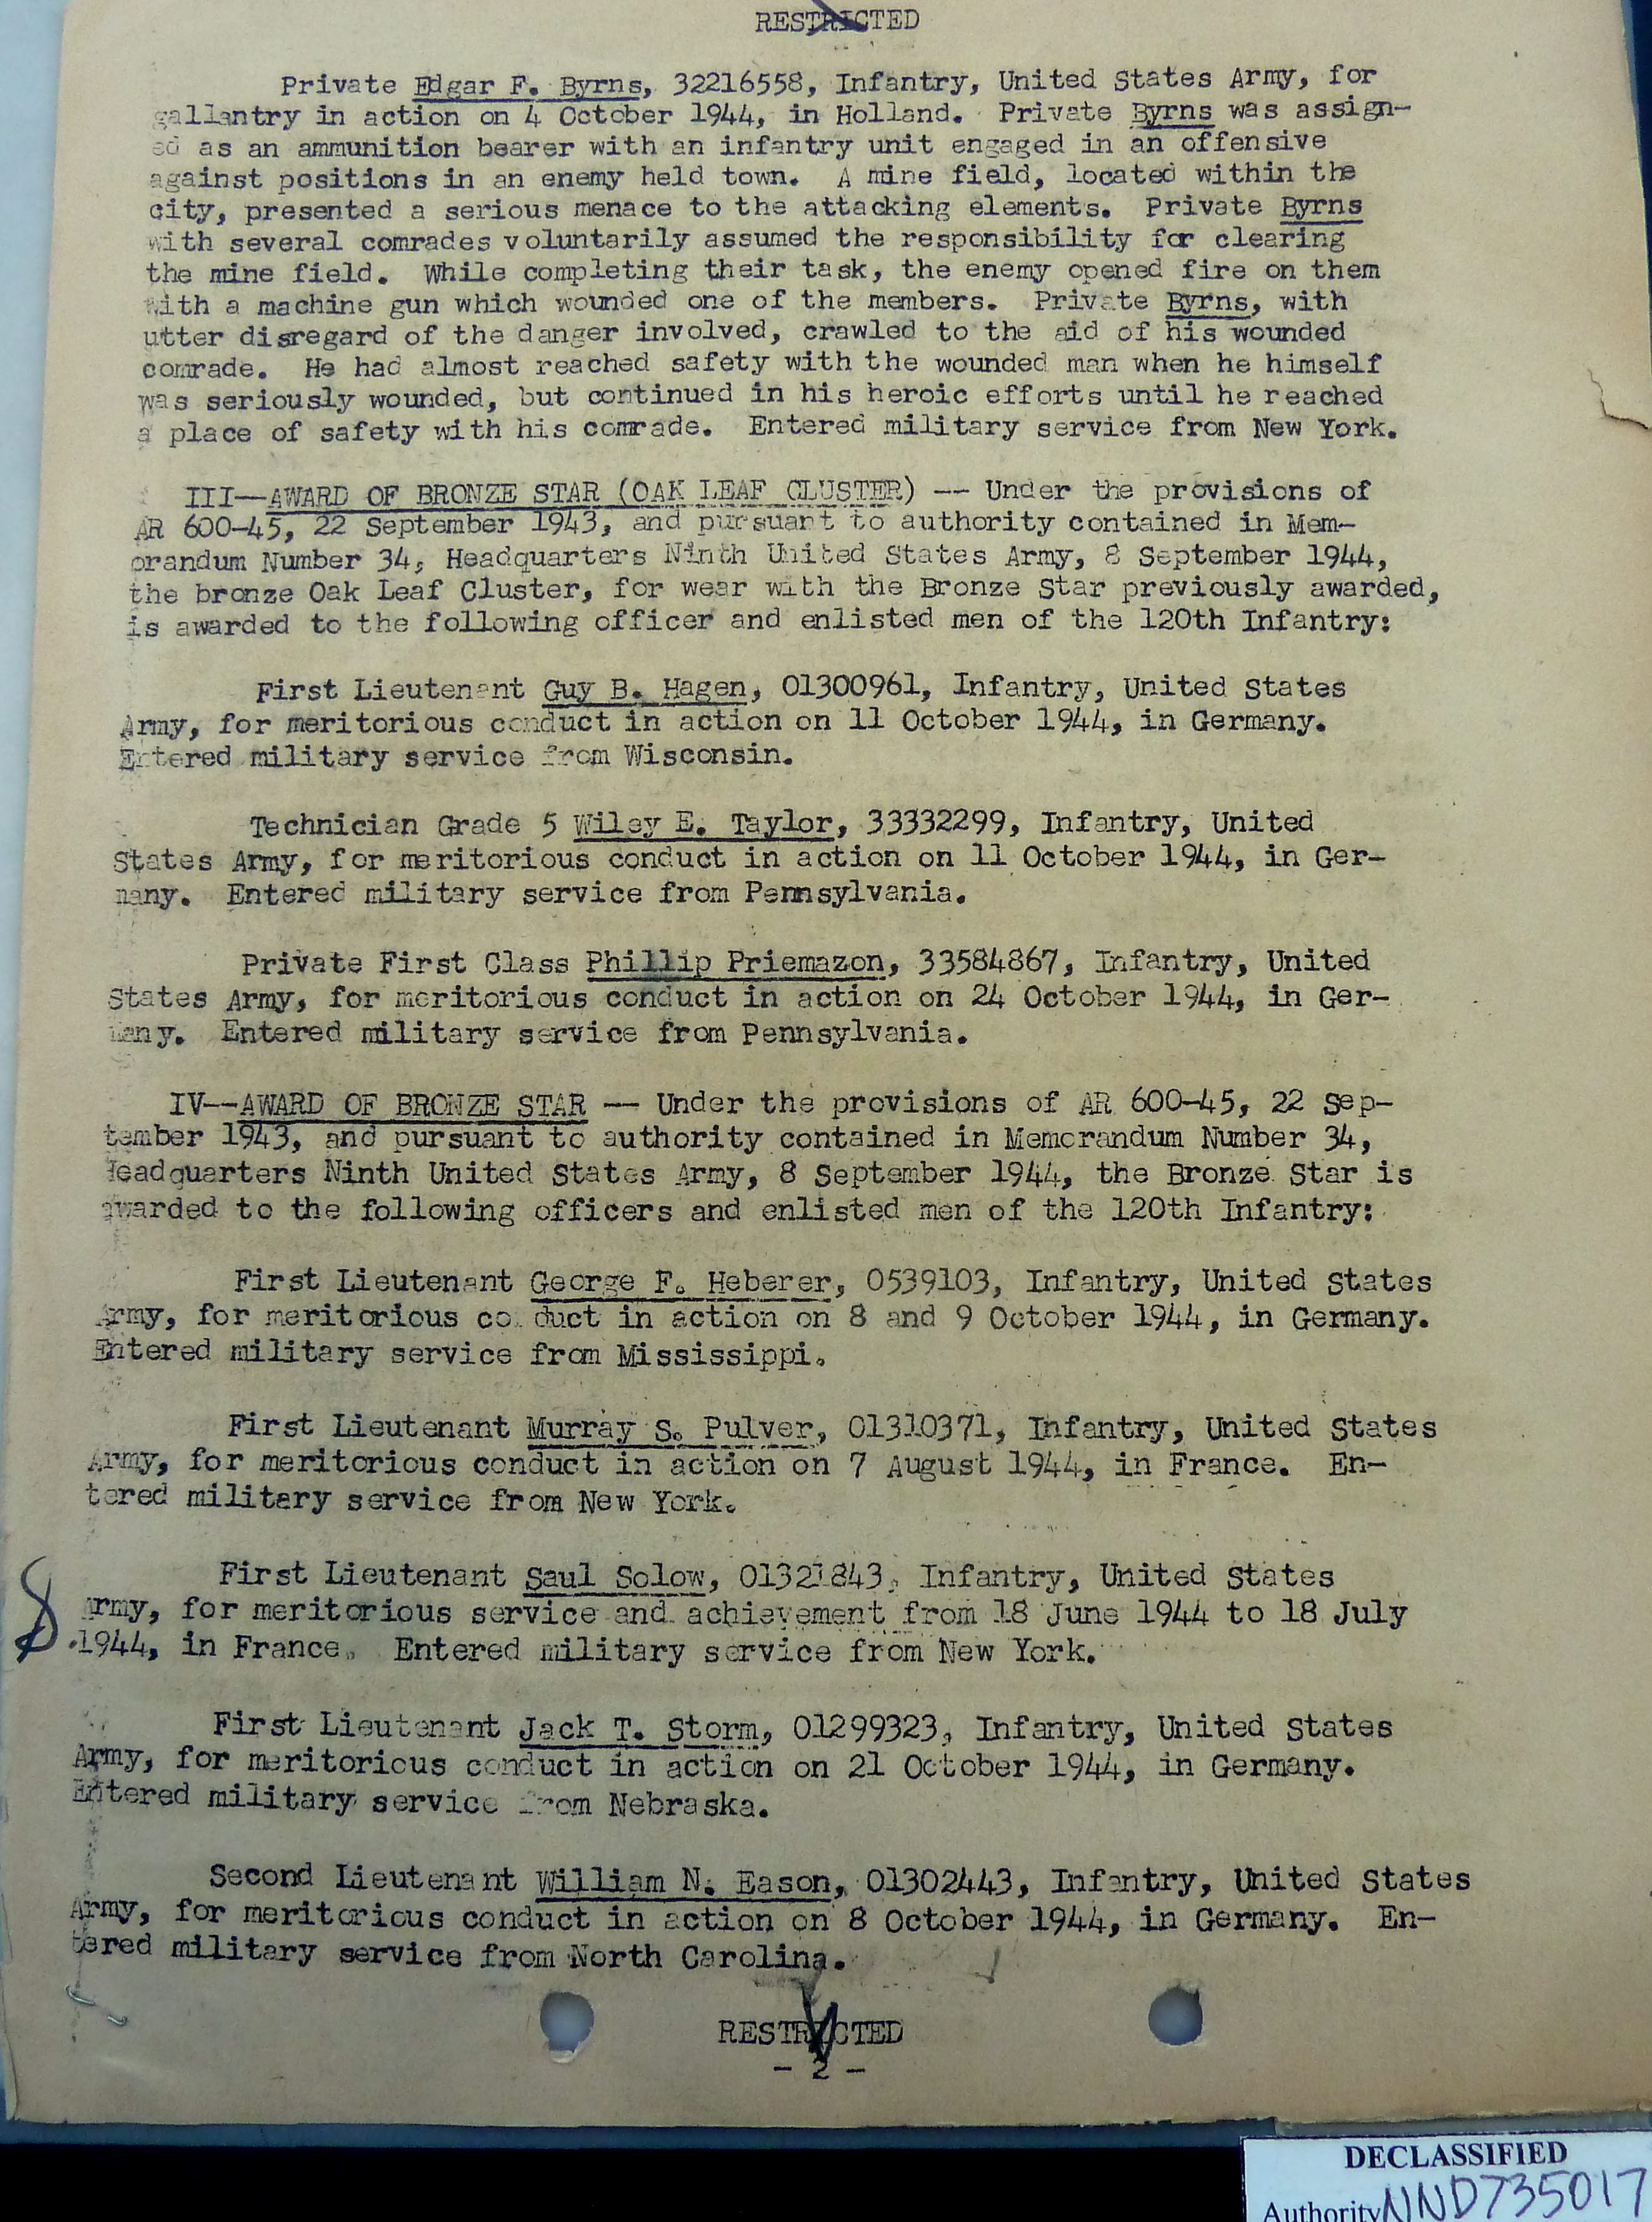 RESTRICTED
Private Edgar F. Byrns, 32216558, Infantry, United States Army, for
gallantry in action on 4 October 1944, in Holland. Private Byrns was assign-
ed as an ammunition bearer with an infantry unit engaged in an offensive
against positions in an enemy held town. A mine field, located within the
city, presented a serious menace to the attacking elements. Private Byrns
with several comrades voluntarily assumed the responsibility for clearing
the mine field. While completing their task, the enemy opened fire on them
with a machine gun which wounded one of the members. Private Byrns, with
utter disregard of the danger involved, crawled to the aid of his wounded
comrade. He had almost reached safety with the wounded man when he himself
was seriously wounded, but continued in his heroic efforts until he reached
a place of safety with his comrade. Entered military service from New York.
III--AWARD OF BRONZE STAR (OAK LEAF CLUSTER) -- Under the provisions of
AR 600-45, 22 September 1943, and pursuant to authority contained in Mem-
orandum Number 34, Headquarters Ninth United States Army, 8 September 1944,
the bronze Oak Leaf Cluster, for wear with the Bronze Star previously awarded,
is awarded to the following officer and enlisted men of the 120th Infantry:
First Lieutenant Guy B. Hagen, 01300961, Infantry, United States
Army, for meritorious conduct in action on 11 October 1944, in Germany.
Entered military service from Wisconsin.
Technician Grade 5 Wiley E. Taylor, 33332299, Infantry, United
States Army, for meritorious conduct in action on 11 October 1944, in Ger-
many. Entered military service from Pennsylvania.
Private First Class Phillip Priemazon, 33584867, Infantry, United
States Army, for meritorious conduct in action on 24 October 1944, in Ger-
many. Entered military service from Pennsylvania.
IV--AWARD OF BRONZE STAR -- Under the provisions of AR 600-45, 22 Sep-
tember 1943, and pursuant to authority contained in Memorandum Number 34,
Headquarters Ninth United States Army, 8 September 1944, the Bronze Star is
awarded to the following officers and enlisted men of the 120th Infantry:
First Lieutenant George F. Heberer, 0539103, Infantry, United States
Army, for meritorious conduct in action on 8 and 9 October 1944, in Germany.
Entered military service from Mississippi.
First Lieutenant Murray S. Pulver, 01310371, Infantry, United States
Army, for meritorious conduct in action on 7 August 1944, in France. En-
tered military service from New York.
First Lieutenant Saul Solow, 01321843, Infantry, United States
Army, for meritorious service and achievement from 18 June 1944 to 18 July
1944, in France. Entered military service from New York.
First Lieutenant Jack T. Storm, 01299323, Infantry, United States
Army, for meritorious conduct in action on 21 October 1944, in Germany.
Entered military service from Nebraska.
Second Lieutenant William N. Eason, 01302443, Infantry, United States
Army, for meritorious conduct in action on 8 October 1944, in Germany. En-
tered military service from North Carolina.
RESTRICTED
- 2 -
DECLASSIFIED
Authority NND735017